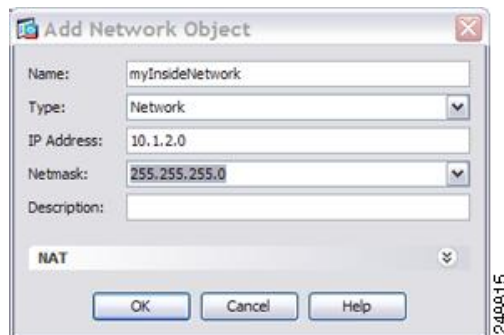 Add Network Object
Name: myInsideNetwork
Type: Network
IP Address: 10.1.2.0
Netmask: 255.255.255.0
Description:
NAT
OK Cancel Help